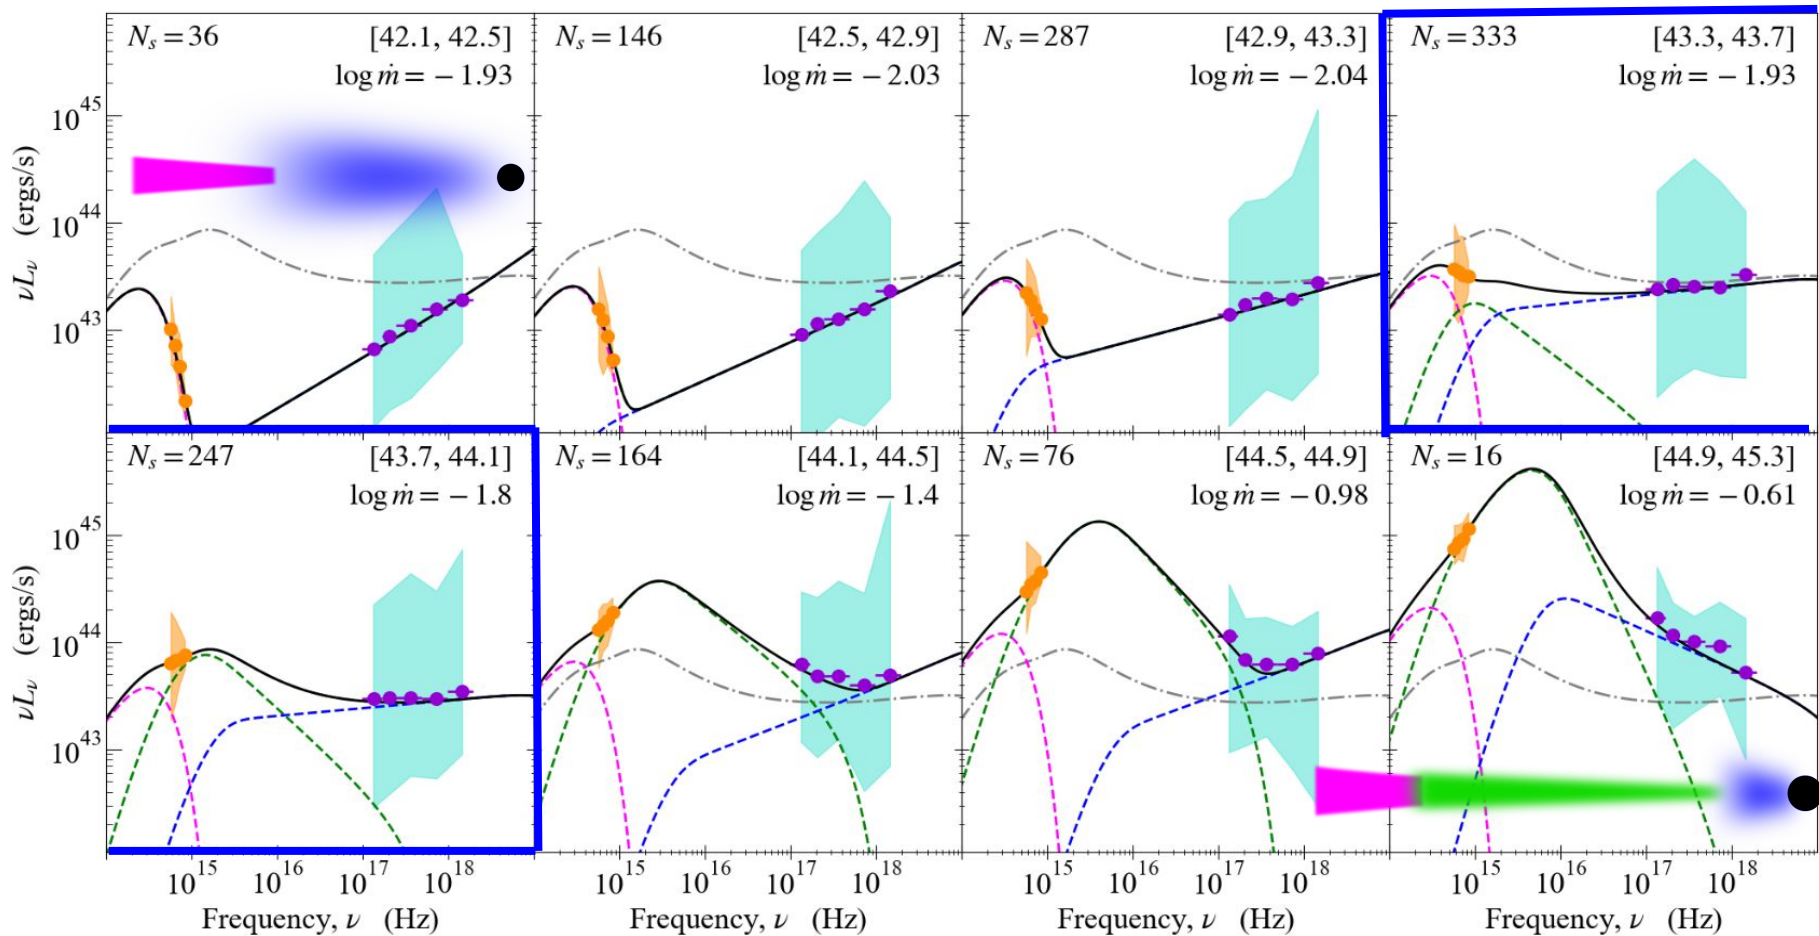 N_s = 36 [42.1, 42.5]
log ṁ = − 1.93
N_s = 146 [42.5, 42.9]
log ṁ = − 2.03
N_s = 287 [42.9, 43.3]
log ṁ = − 2.04
N_s = 333 [43.3, 43.7]
log ṁ = − 1.93
10^45
10^44
10^43
νL_ν (ergs/s)
N_s = 247 [43.7, 44.1]
log ṁ = − 1.8
N_s = 164 [44.1, 44.5]
log ṁ = − 1.4
N_s = 76 [44.5, 44.9]
log ṁ = − 0.98
N_s = 16 [44.9, 45.3]
log ṁ = − 0.61
10^45
10^44
10^43
νL_ν (ergs/s)
10^15 10^16 10^17 10^18
10^15 10^16 10^17 10^18
10^15 10^16 10^17 10^18
10^15 10^16 10^17 10^18
Frequency, ν (Hz)
Frequency, ν (Hz)
Frequency, ν (Hz)
Frequency, ν (Hz)